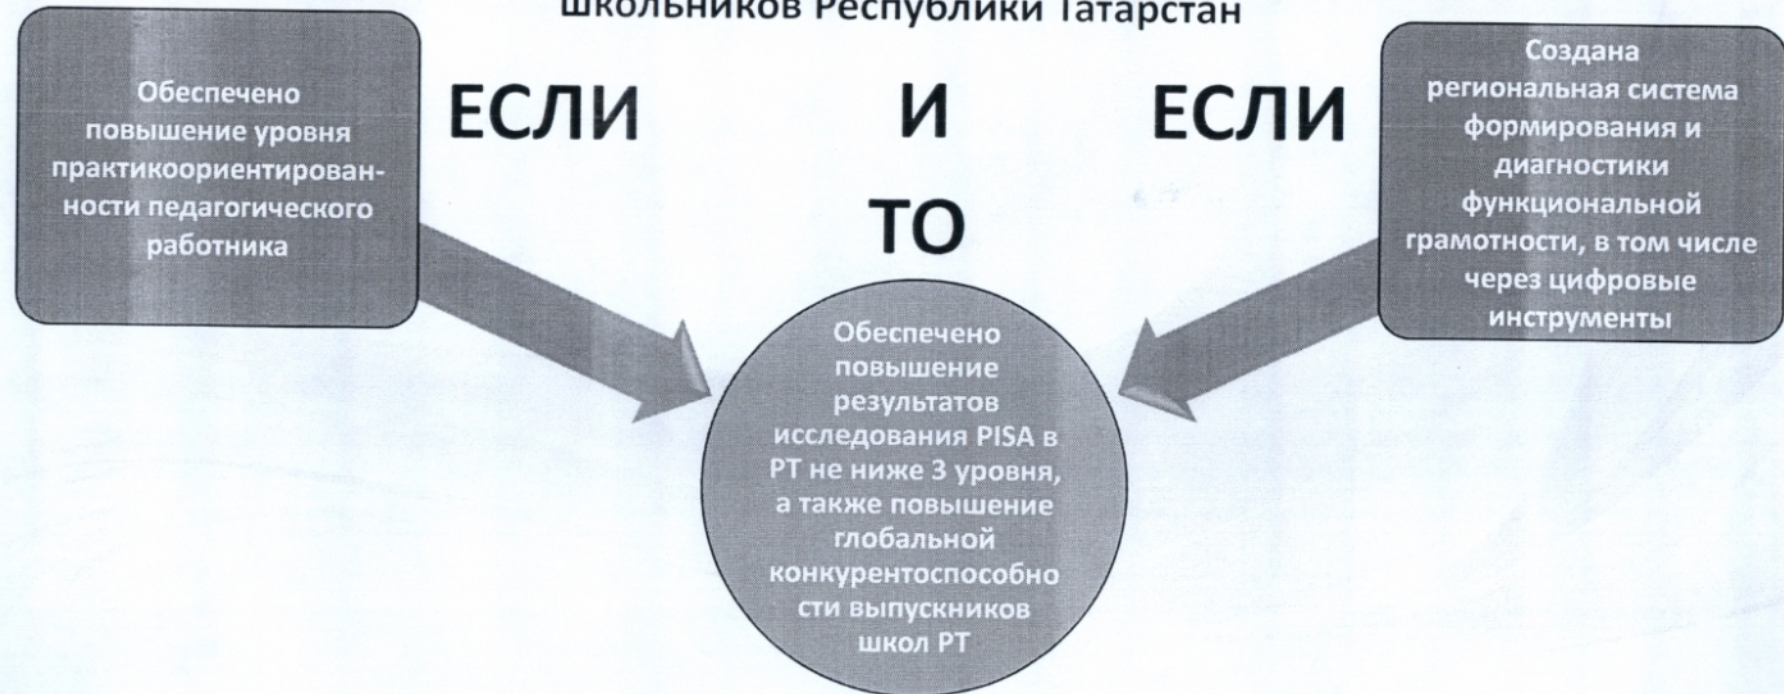 школьников Республики Татарстан
Обеспечено
повышение уровня
практикоориентирован-
ности педагогического
работника
ЕСЛИ
И
ЕСЛИ
ТО
Создана
региональная система
формирования и
диагностики
функциональной
грамотности, в том числе
через цифровые
инструменты
Обеспечено
повышение
результатов
исследования PISA в
РТ не ниже 3 уровня,
а также повышение
глобальной
конкурентоспособно
сти выпускников
школ РТ